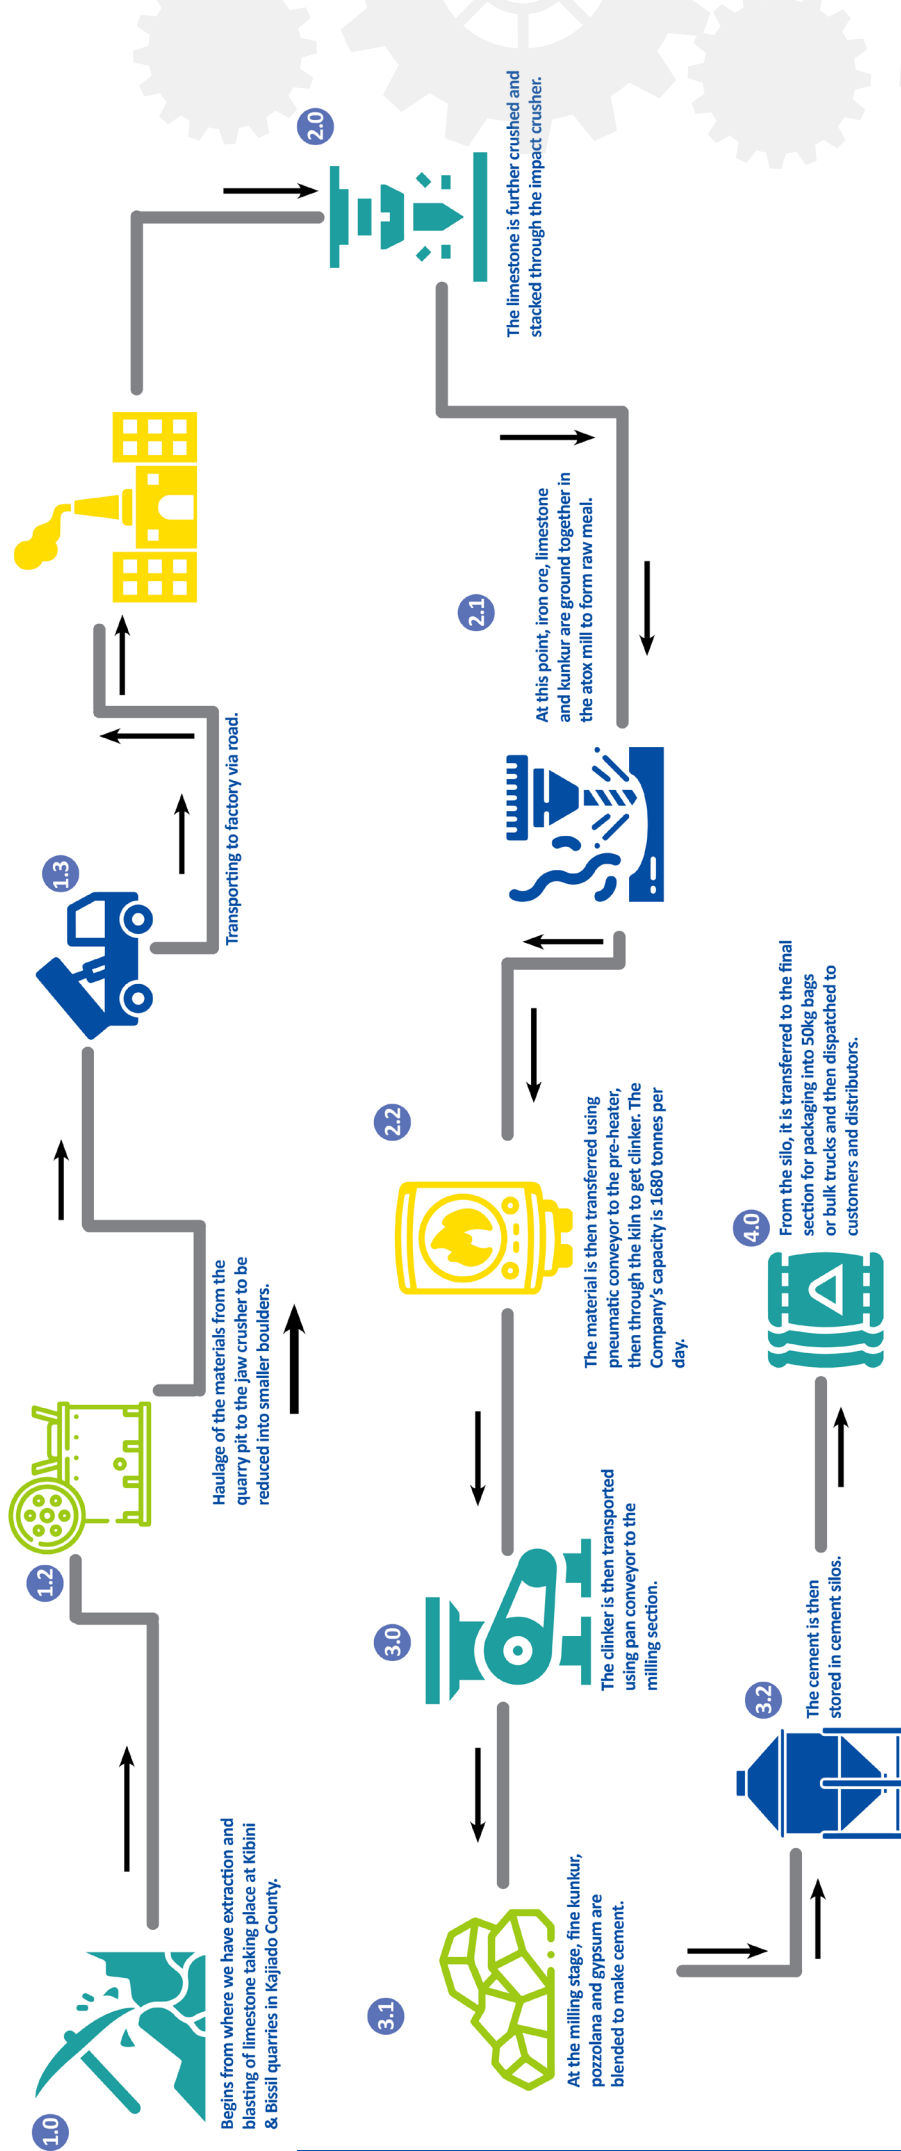 1.0
Begins from where we have extraction and
blasting of limestone taking place at Kibini
& Bissil quarries in Kajiado County.
1.2
Haulage of the materials from the
quarry pit to the jaw crusher to be
reduced into smaller boulders.
1.3
Transporting to factory via road.
2.0
The limestone is further crushed and
stacked through the impact crusher.
2.1
At this point, iron ore, limestone
and kunkur are ground together in
the atox mill to form raw meal.
2.2
The material is then transferred using
pneumatic conveyor to the pre-heater,
then through the kiln to get clinker. The
Company's capacity is 1680 tonnes per
day.
3.0
The clinker is then transported
using pan conveyor to the
milling section.
3.1
At the milling stage, fine kunkur,
pozzolana and gypsum are
blended to make cement.
3.2
The cement is then
stored in cement silos.
4.0
From the silo, it is transferred to the final
section for packaging into 50kg bags
or bulk trucks and then dispatched to
customers and distributors.